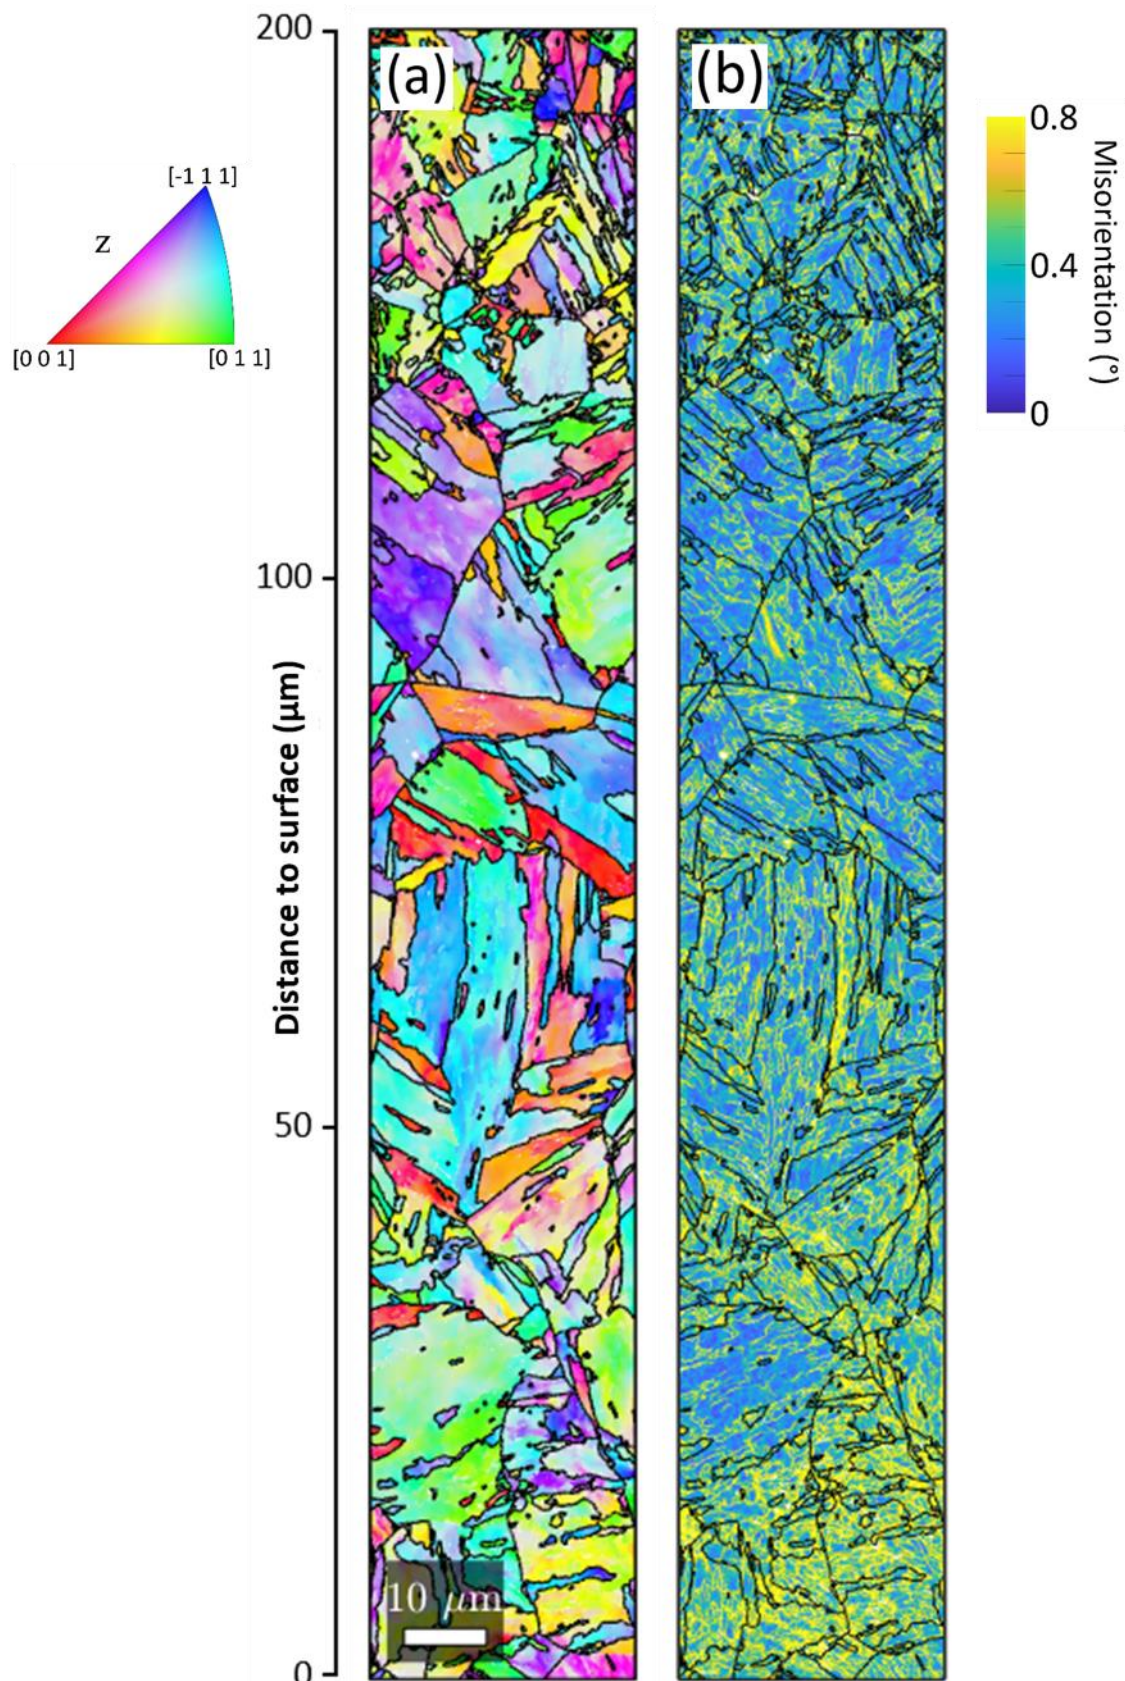 200
(a)
(b)
0.8
Misorientation (°)
0.4
0
[-1 1 1]
z
[0 0 1]
[0 1 1]
100
Distance to surface (μm)
50
10 μm
0